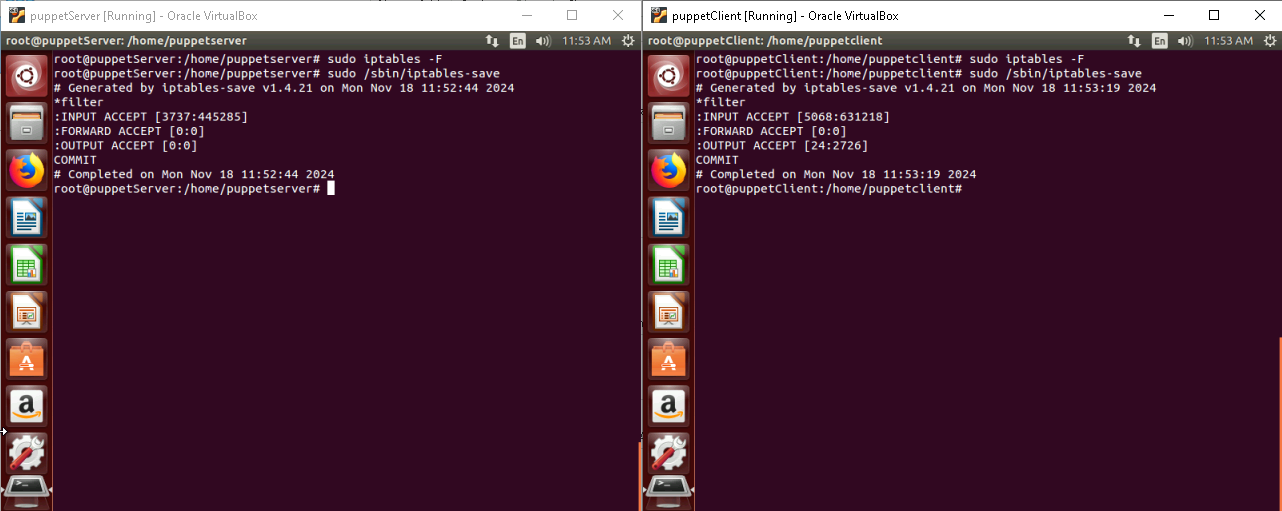 puppetServer [Running] - Oracle VirtualBox
root@puppetServer: /home/puppetserver
En
11:53 AM
root@puppetServer:/home/puppetserver# sudo iptables -F
root@puppetServer:/home/puppetserver# sudo /sbin/iptables-save
# Generated by iptables-save v1.4.21 on Mon Nov 18 11:52:44 2024
*filter
:INPUT ACCEPT [3737:445285]
:FORWARD ACCEPT [0:0]
:OUTPUT ACCEPT [0:0]
COMMIT
# Completed on Mon Nov 18 11:52:44 2024
root@puppetServer:/home/puppetserver#
puppetClient [Running] - Oracle VirtualBox
root@puppetClient: /home/puppetclient
En
11:53 AM
root@puppetClient:/home/puppetclient# sudo iptables -F
root@puppetClient:/home/puppetclient# sudo /sbin/iptables-save
# Generated by iptables-save v1.4.21 on Mon Nov 18 11:53:19 2024
*filter
:INPUT ACCEPT [5068:631218]
:FORWARD ACCEPT [0:0]
:OUTPUT ACCEPT [24:2726]
COMMIT
# Completed on Mon Nov 18 11:53:19 2024
root@puppetClient:/home/puppetclient#